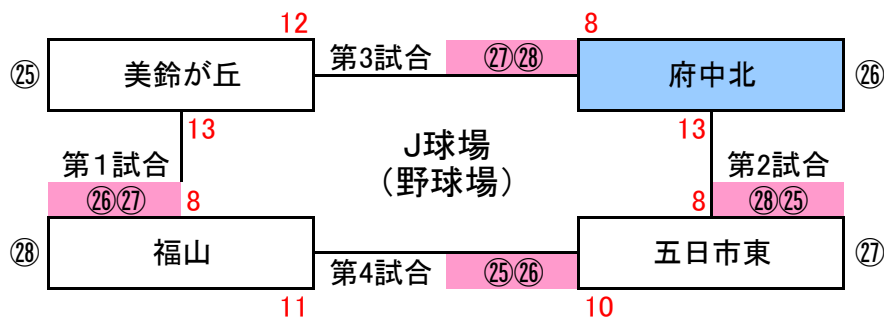 12 8
㉕ 美鈴が丘 第3試合 ㉗㉘ 府中北 ㉖
13 J球場 13
第1試合 (野球場) 第2試合
㉖㉗ 8 8 ㉘㉕
㉘ 福山 第4試合 ㉕㉖ 五日市東 ㉗
11 10